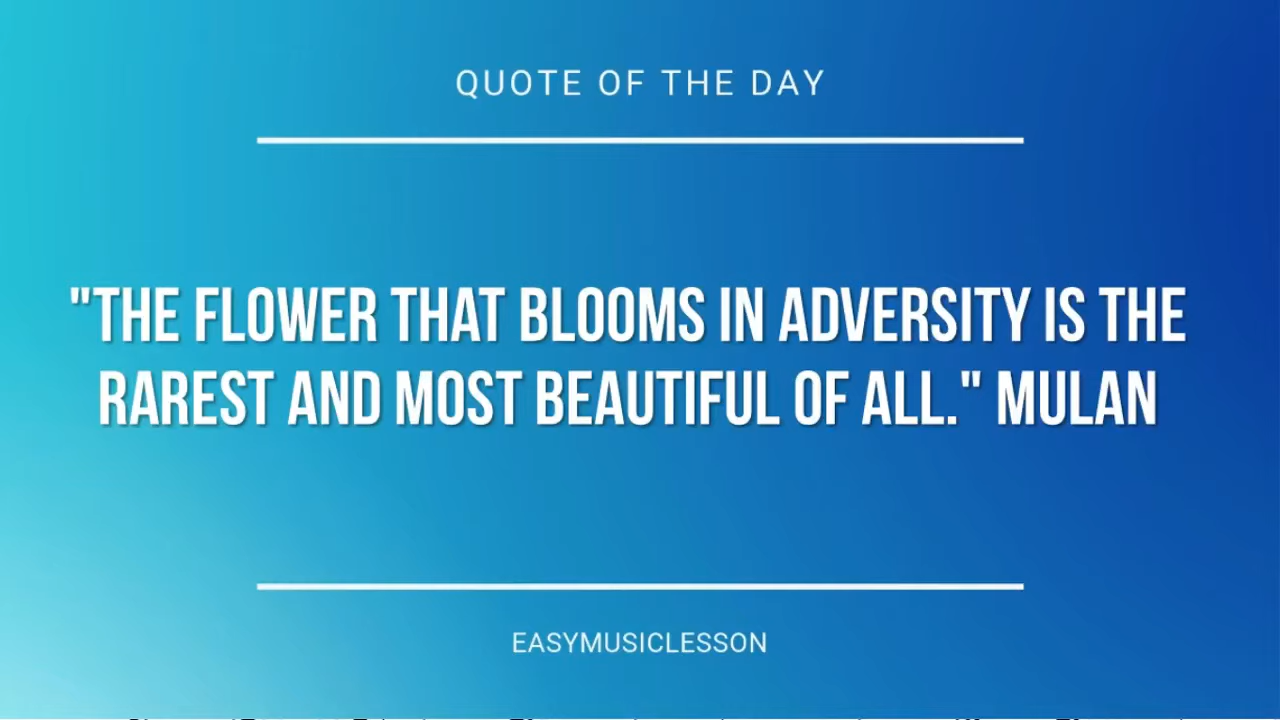 QUOTE OF THE DAY
"THE FLOWER THAT BLOOMS IN ADVERSITY IS THE
RAREST AND MOST BEAUTIFUL OF ALL." MULAN
EASYMUSICLESSON